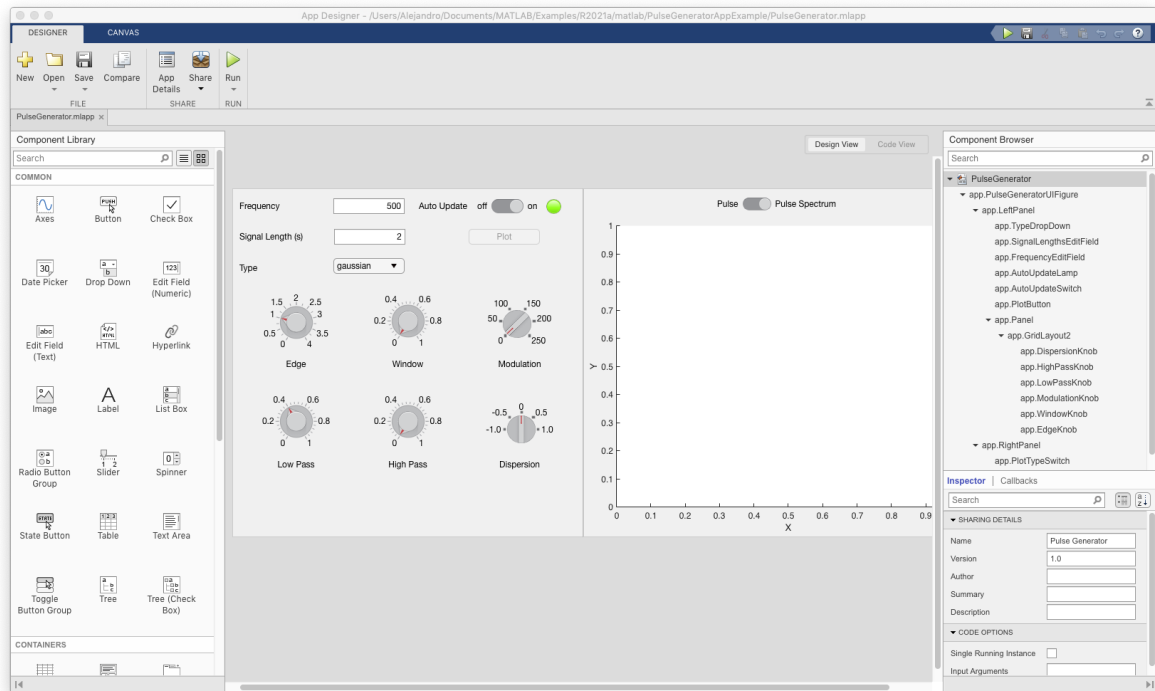 App Designer - /Users/Alejandro/Documents/MATLAB/Examples/R2021a/matlab/PulseGeneratorAppExample/PulseGenerator.mlapp
DESIGNER CANVAS
New Open Save Compare App Details Share Run
FILE SHARE RUN
PulseGenerator.mlapp
Component Library
Search
COMMON
Axes
PUSH
Button
Check Box
30
Date Picker
a
b
Drop Down
123
Edit Field
(Numeric)
abc
Edit Field
(Text)
</>
HTML
HTML
Hyperlink
Image
A
Label
a
b
c
List Box
a
b
Radio Button
Group
1 2
Slider
0
Spinner
STATE
State Button
1 2 3
Table
Text Area
Toggle
Button Group
a
b
c
Tree
a
b
c
Tree (Check
Box)
CONTAINERS
Design View Code View
Frequency 500 Auto Update off on
Signal Length (s) 2 Plot
Type gaussian
0 0.5 1 1.5 2 2.5 3 3.5 4
Edge
0 0.2 0.4 0.6 0.8 1
Window
0 50 100 150 200 250
Modulation
0 0.2 0.4 0.6 0.8 1
Low Pass
0 0.2 0.4 0.6 0.8 1
High Pass
-1.0 -0.5 0 0.5 1.0
Dispersion
Pulse Pulse Spectrum
1
0.9
0.8
0.7
0.6
0.5
0.4
0.3
0.2
0.1
0
Y
0 0.1 0.2 0.3 0.4 0.5 0.6 0.7 0.8 0.9
X
Component Browser
Search
PulseGenerator
app.PulseGeneratorUIFigure
app.LeftPanel
app.TypeDropDown
app.SignalLengthsEditField
app.FrequencyEditField
app.AutoUpdateLamp
app.AutoUpdateSwitch
app.PlotButton
app.Panel
app.GridLayout2
app.DispersionKnob
app.HighPassKnob
app.LowPassKnob
app.ModulationKnob
app.WindowKnob
app.EdgeKnob
app.RightPanel
app.PlotTypeSwitch
Inspector | Callbacks
Search
SHARING DETAILS
Name Pulse Generator
Version 1.0
Author
Summary
Description
CODE OPTIONS
Single Running Instance
Input Arguments